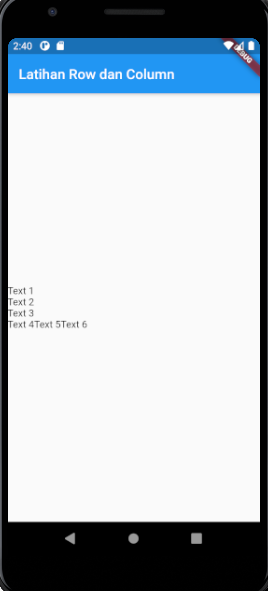 2:40
DEBUG
Latihan Row dan Column
Text 1
Text 2
Text 3
Text 4Text 5Text 6